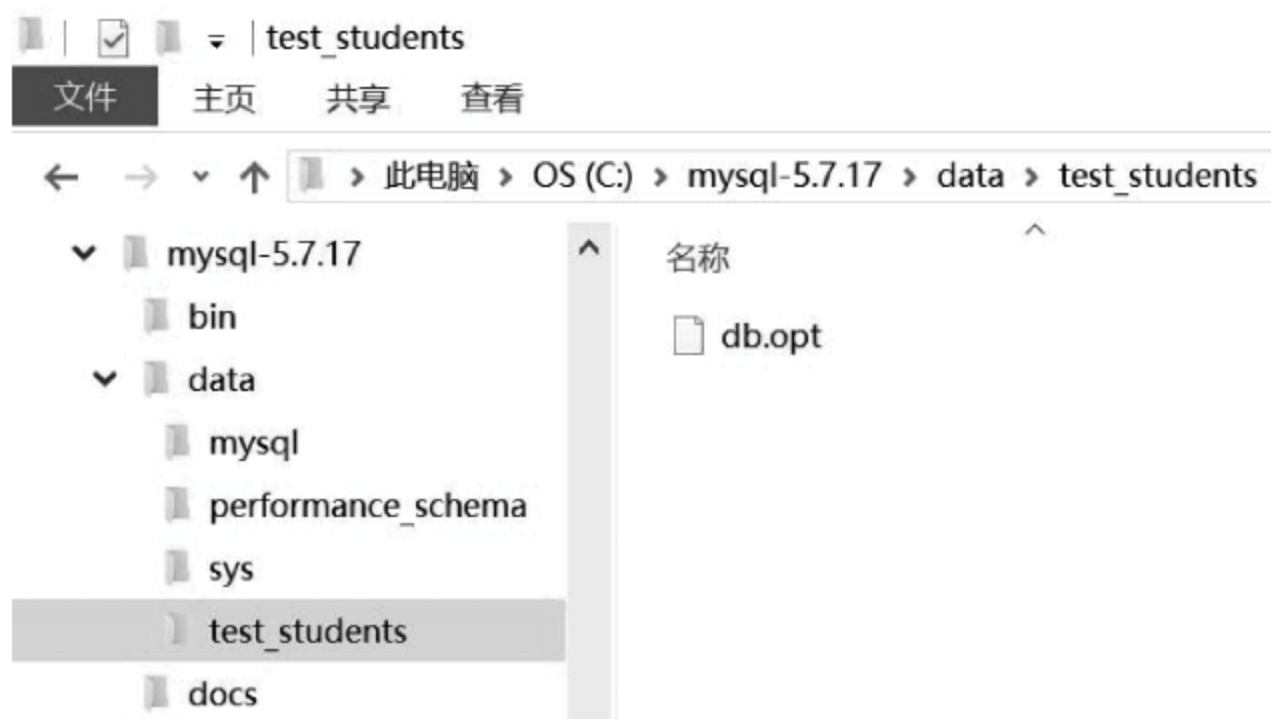 test_students
文件 主页 共享 查看
此电脑 > OS (C:) > mysql-5.7.17 > data > test_students
mysql-5.7.17
bin
data
mysql
performance_schema
sys
test_students
docs
名称
db.opt